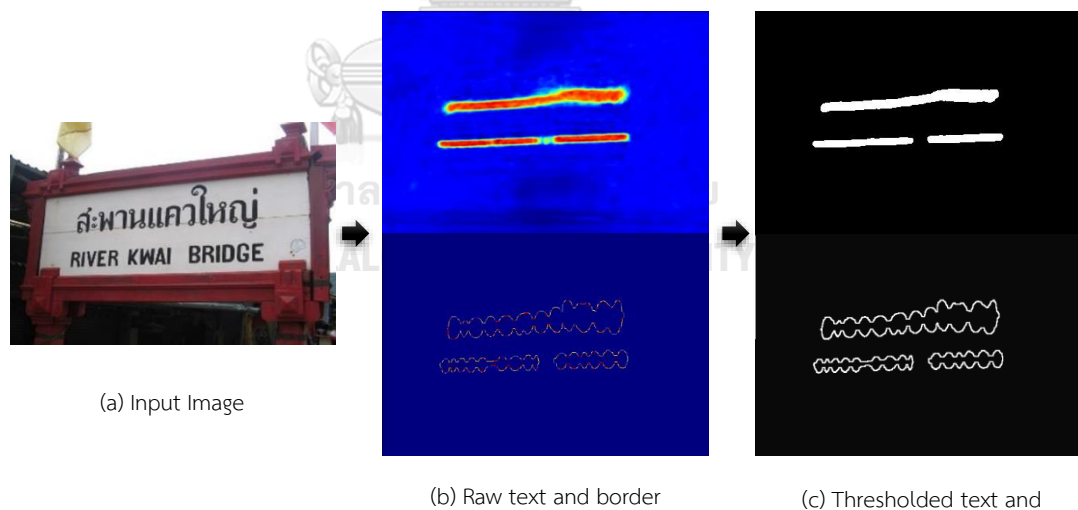 สะพานแควใหญ่
RIVER KWAI BRIDGE
(a) Input Image
(b) Raw text and border
(c) Thresholded text and